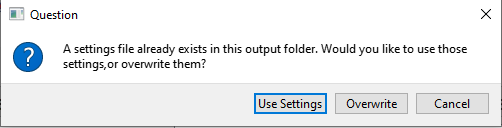 Question
A settings file already exists in this output folder. Would you like to use those
settings,or overwrite them?
Use Settings
Overwrite
Cancel